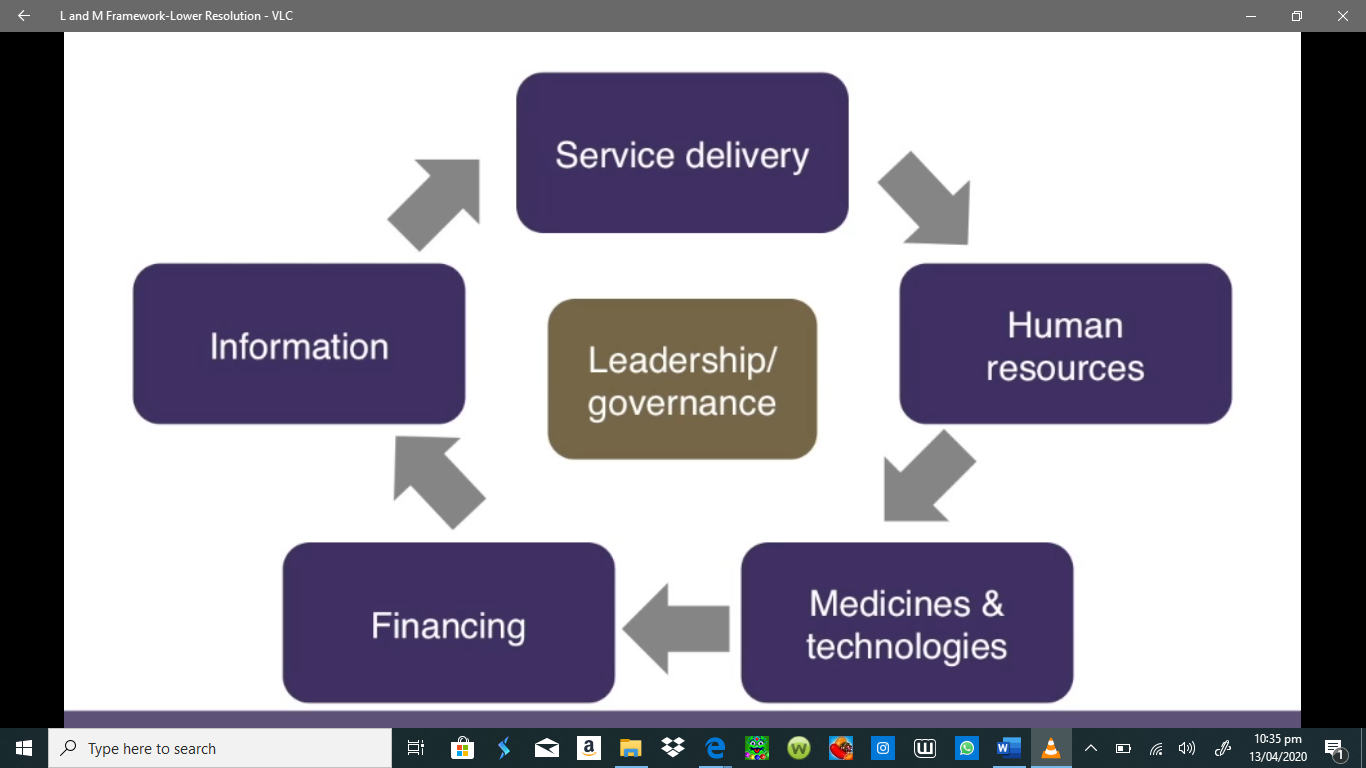 L and M Framework-Lower Resolution - VLC
Service delivery
Human
resources
Medicines &
technologies
Financing
Information
Leadership/
governance
Type here to search
10:35 pm
13/04/2020